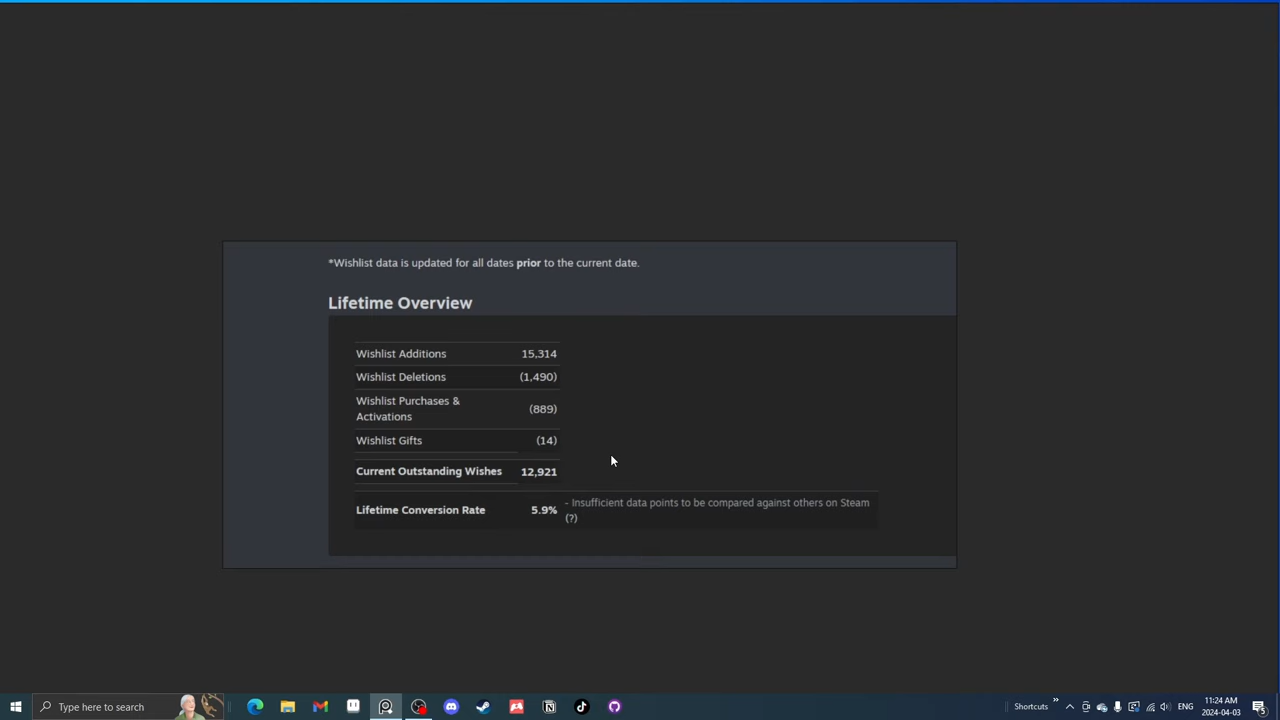 *Wishlist data is updated for all dates prior to the current date.
Lifetime Overview
Wishlist Additions 15,314
Wishlist Deletions (1,490)
Wishlist Purchases &
Activations (889)
Wishlist Gifts (14)
Current Outstanding Wishes 12,921
Lifetime Conversion Rate 5.9% - Insufficient data points to be compared against others on Steam
(?)
Type here to search
Shortcuts
ENG
11:24 AM
2024-04-03
5